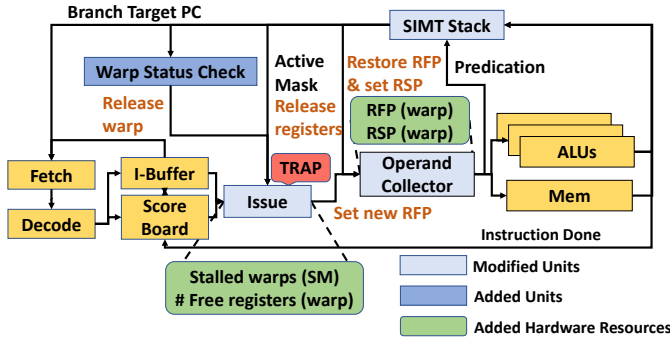 Branch Target PC
SIMT Stack
Warp Status Check
Active
Mask
Restore RFP
& set RSP
Predication
Release
warp
Release
registers
RFP (warp)
RSP (warp)
ALUs
TRAP
Fetch
I-Buffer
Operand
Collector
Decode
Score
Board
Issue
Mem
Set new RFP
Instruction Done
Stalled warps (SM)
# Free registers (warp)
Modified Units
Added Units
Added Hardware Resources